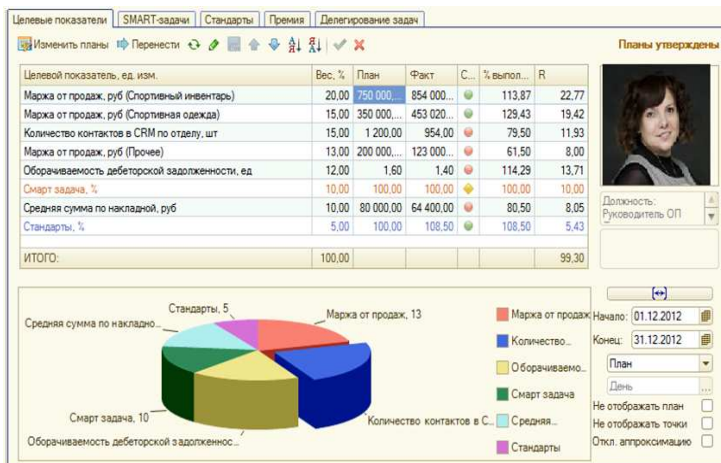 Целевые показатели SMART-задачи Стандарты Премия Делегирование задач
Изменить планы Перенести Планы утверждены
Целевой показатель, ед. изм. Вес, % План Факт С... % выпол... R
Маржа от продаж, руб (Спортивный инвентарь) 20,00 750 000,... 854 000... 113,87 22,77
Маржа от продаж, руб (Спортивная одежда) 15,00 350 000,... 453 020... 129,43 19,42
Количество контактов в CRM по отделу, шт 15,00 1 200,00 954,00 79,50 11,93
Маржа от продаж, руб (Прочее) 13,00 200 000,... 123 000... 61,50 8,00
Оборачиваемость дебеторской задолженности, ед 12,00 1,60 1,40 114,29 13,71
Смарт задача, % 10,00 100,00 100,00 100,00 10,00
Средняя сумма по накладной, руб 10,00 80 000,00 64 400,00 80,50 8,05
Стандарты, % 5,00 100,00 108,50 108,50 5,43
ИТОГО: 100,00 99,30
Должность:
Руководитель ОП
Стандарты, 5
Маржа от продаж, 13
Средняя сумма по накладно...
Смарт задача, 10
Количество контактов в С...
Оборачиваемость дебеторской задолженнос...
Маржа от продаж
Количество...
Оборачиваемо...
Смарт задача
Средняя...
Стандарты
Начало: 01.12.2012
Конец: 31.12.2012
План
День
Не отображать план
Не отображать точки
Откл. аппроксимацию